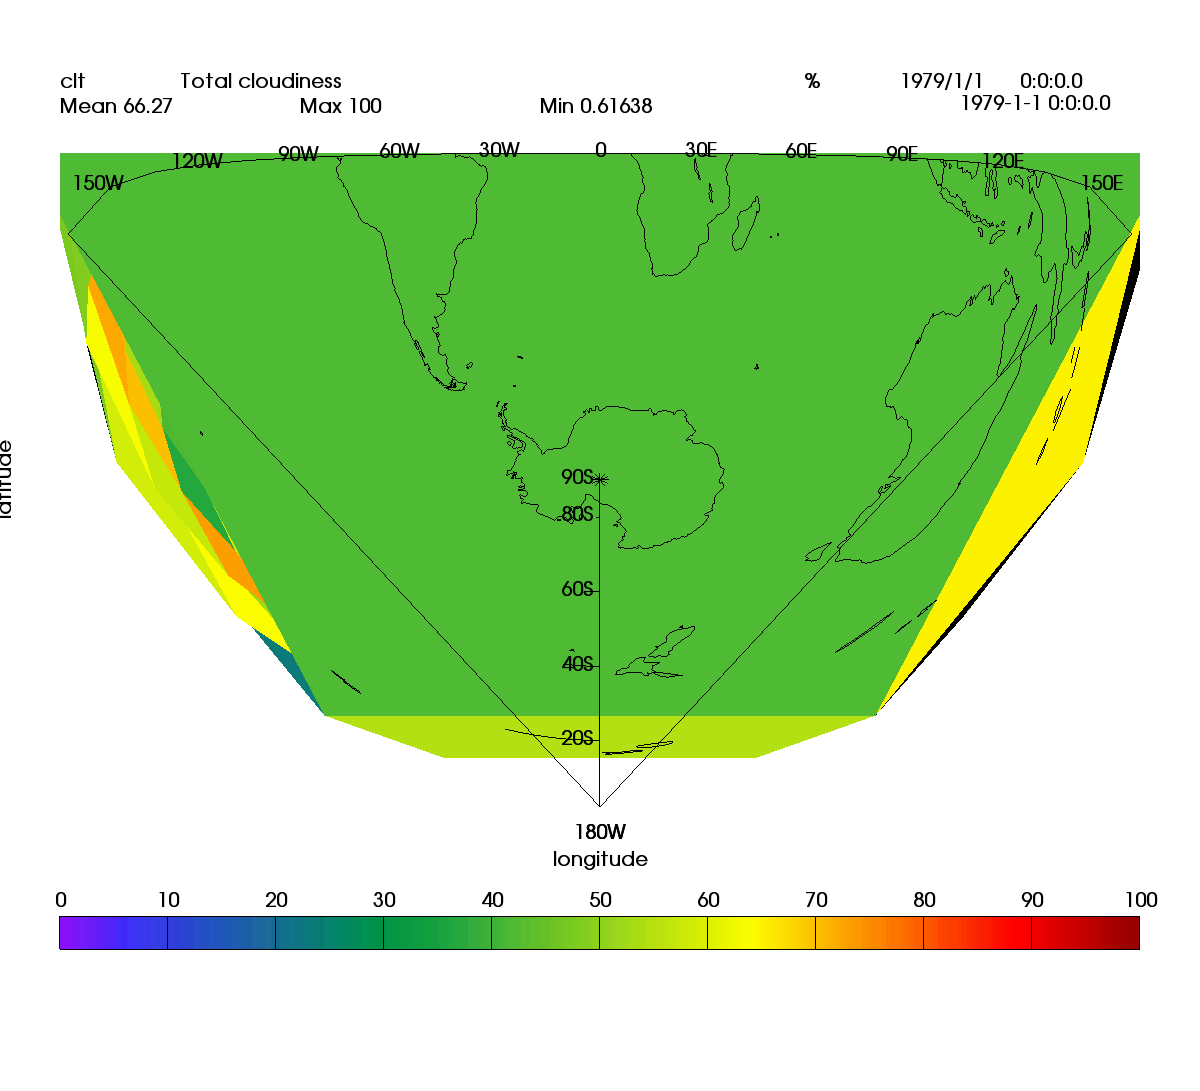 clt Total cloudiness % 1979/1/1 0:0:0.0
Mean 66.27 Max 100 Min 0.61638 1979-1-1 0:0:0.0
150W 120W 90W 60W 30W 0 30E 60E 90E 120E 150E
latitude
90S
80S
60S
40S
20S
180W
longitude
0 10 20 30 40 50 60 70 80 90 100